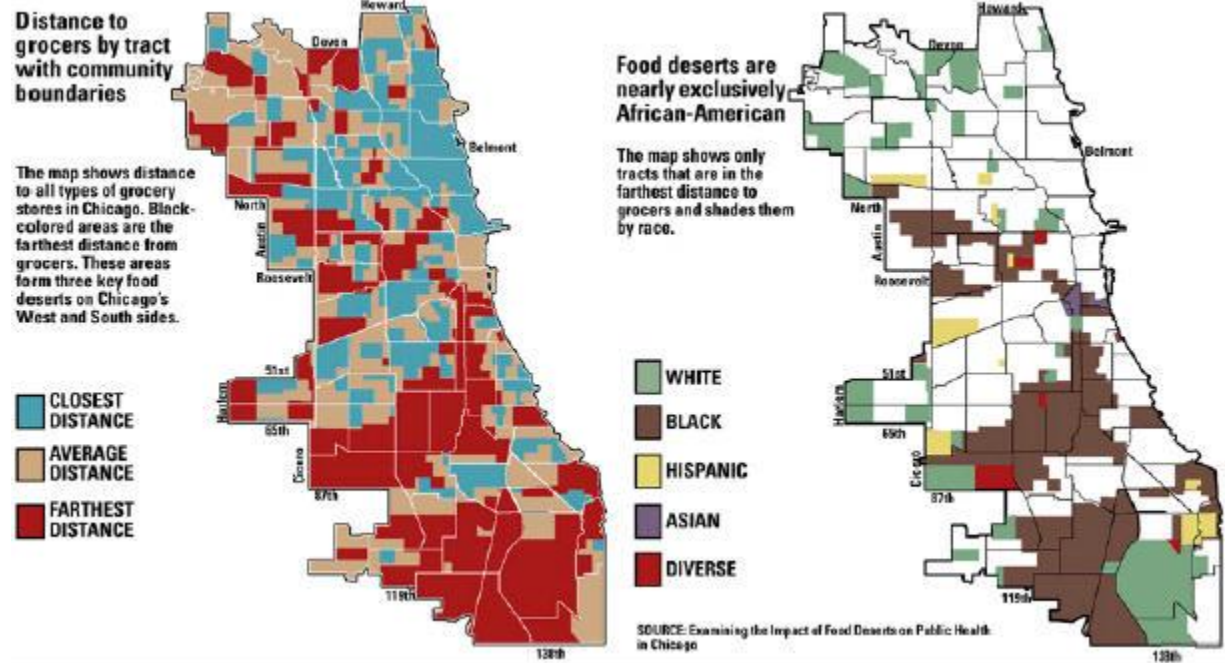 Distance to
grocers by tract
with community
boundaries
The map shows distance
to all types of grocery
stores in Chicago. Black-
colored areas are the
farthest distance from
grocers. These areas
form three key food
deserts on Chicago's
West and South sides.
CLOSEST
DISTANCE
AVERAGE
DISTANCE
FARTHEST
DISTANCE
Howard
Devon
Belmont
North
Austin
Roosevelt
51st
Harlem
65th
Cicero
87th
119th
138th
Food deserts are
nearly exclusively
African-American
The map shows only
tracts that are in the
farthest distance to
grocers and shades them
by race.
WHITE
BLACK
HISPANIC
ASIAN
DIVERSE
Howard
Devon
Belmont
North
Austin
Roosevelt
51st
Harlem
65th
Cicero
87th
119th
138th
SOURCE: Examining the Impact of Food Deserts on Public Health
in Chicago